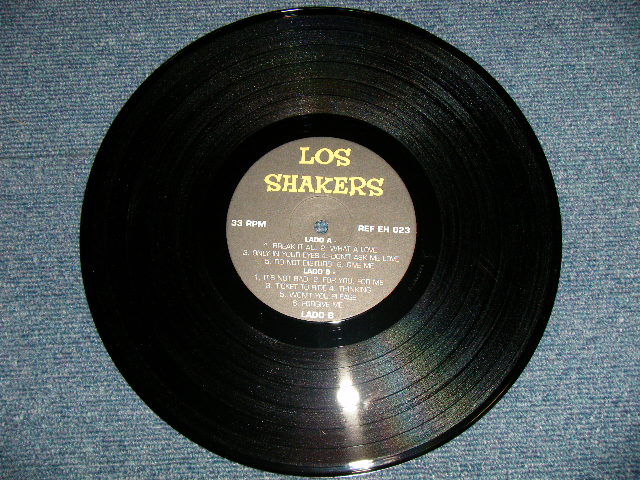 LOS
SHAKERS
33 RPM
REF EH 023
LADO A
1. BREAK IT ALL 2. WHAT A LOVE
3. ONLY IN YOUR EYES 4. DON'T ASK ME LOVE
5. DO NOT DISTURB 6. GIVE ME
LADO B
1. IT'S NOT BAD 2. FOR YOU, FOR ME
3. TICKET TO RIDE 4. THINKING
5. WON'T YOU PLEASE
6. FORGIVE ME
LADO B